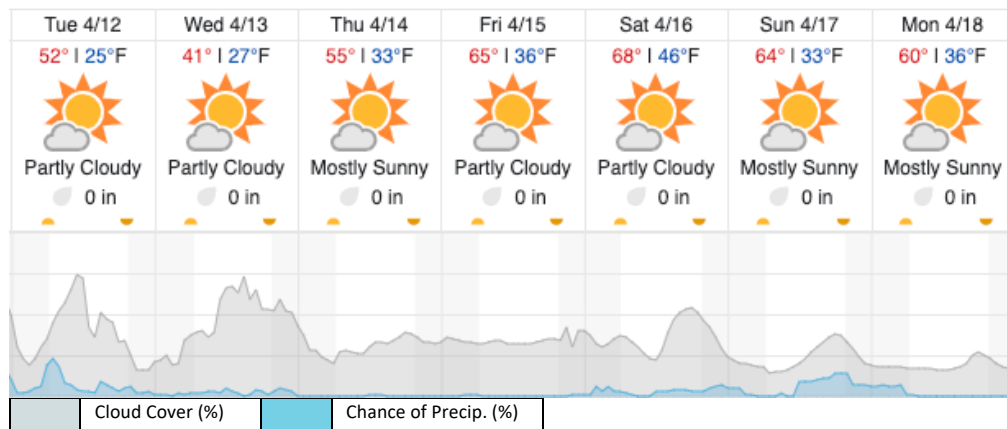 Tue 4/12 Wed 4/13 Thu 4/14 Fri 4/15 Sat 4/16 Sun 4/17 Mon 4/18
52° | 25°F 41° | 27°F 55° | 33°F 65° | 36°F 68° | 46°F 64° | 33°F 60° | 36°F
Partly Cloudy Partly Cloudy Mostly Sunny Partly Cloudy Partly Cloudy Mostly Sunny Mostly Sunny
0 in 0 in 0 in 0 in 0 in 0 in 0 in
Cloud Cover (%) Chance of Precip. (%)